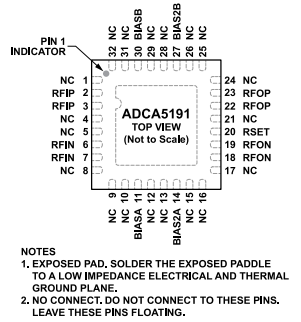 32 NC
31 NC
30 BIASB
29 NC
28 NC
27 BIAS2B
26 NC
25 NC
PIN 1
INDICATOR
NC 1
RFIP 2
RFIP 3
NC 4
NC 5
RFIN 6
RFIN 7
NC 8
ADCA5191
TOP VIEW
(Not to Scale)
24 NC
23 RFOP
22 RFOP
21 NC
20 RSET
19 RFON
18 RFON
17 NC
NC 9
NC 10
BIASA 11
NC 12
NC 13
BIAS2A 14
NC 15
NC 16
NOTES
1. EXPOSED PAD. SOLDER THE EXPOSED PADDLE
TO A LOW IMPEDANCE ELECTRICAL AND THERMAL
GROUND PLANE.
2. NO CONNECT. DO NOT CONNECT TO THESE PINS.
LEAVE THESE PINS FLOATING.